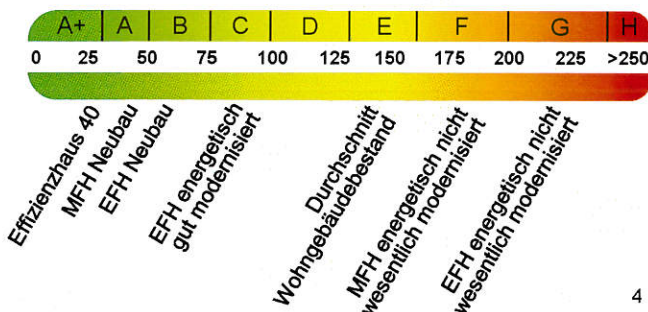 A+ A B C D E F G H
0 25 50 75 100 125 150 175 200 225 >250
Effizienzhaus 40
MFH Neubau
EFH Neubau
EFH energetisch
gut modernisiert
Durchschnitt
Wohngebäudebestand
MFH energetisch nicht
wesentlich modernisiert
EFH energetisch nicht
wesentlich modernisiert
4